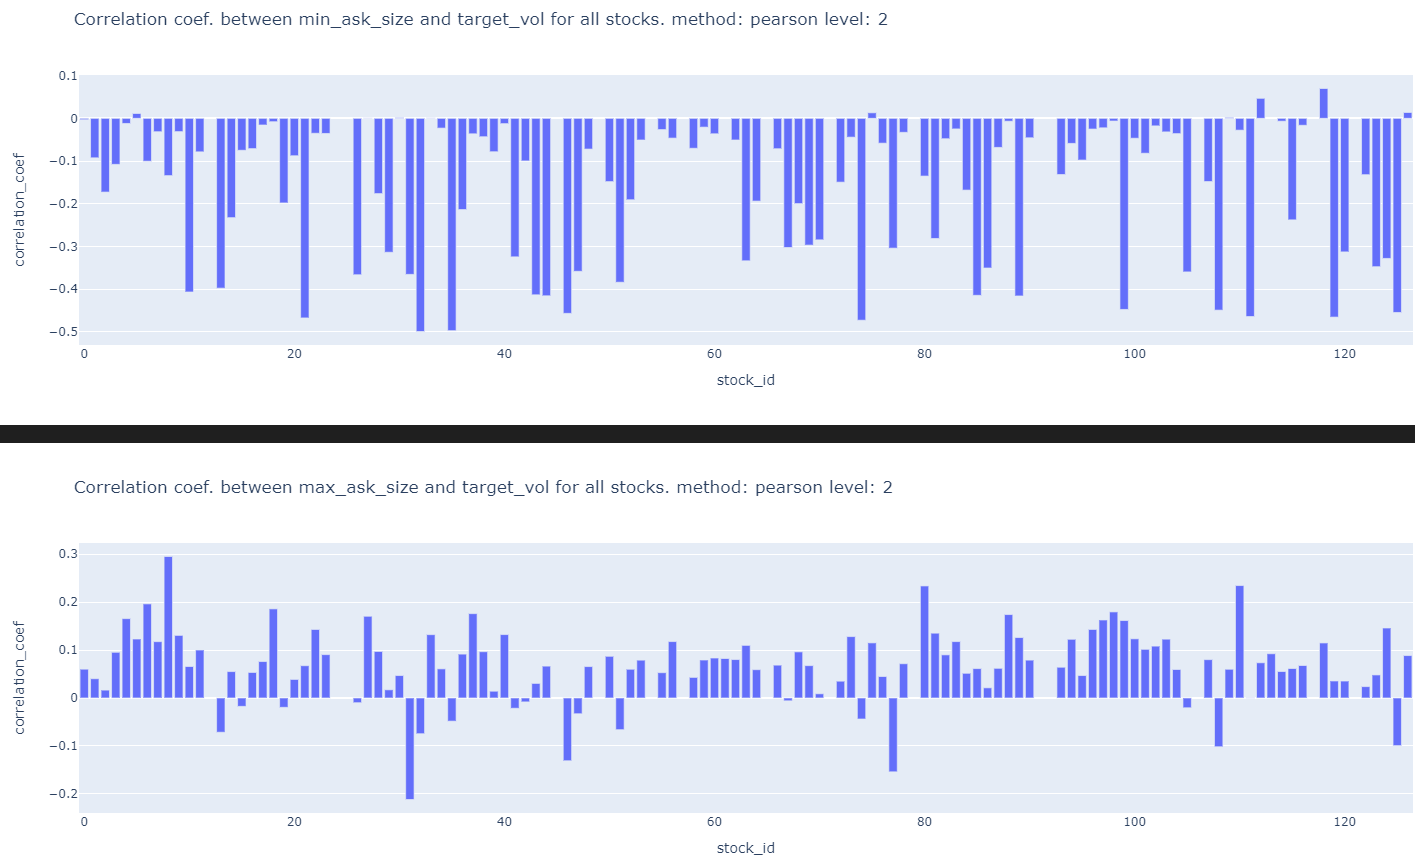 Correlation coef. between min_ask_size and target_vol for all stocks. method: pearson level: 2
0.1
0
−0.1
−0.2
−0.3
−0.4
−0.5
correlation_coef
0 20 40 60 80 100 120
stock_id
Correlation coef. between max_ask_size and target_vol for all stocks. method: pearson level: 2
0.3
0.2
0.1
0
−0.1
−0.2
correlation_coef
0 20 40 60 80 100 120
stock_id